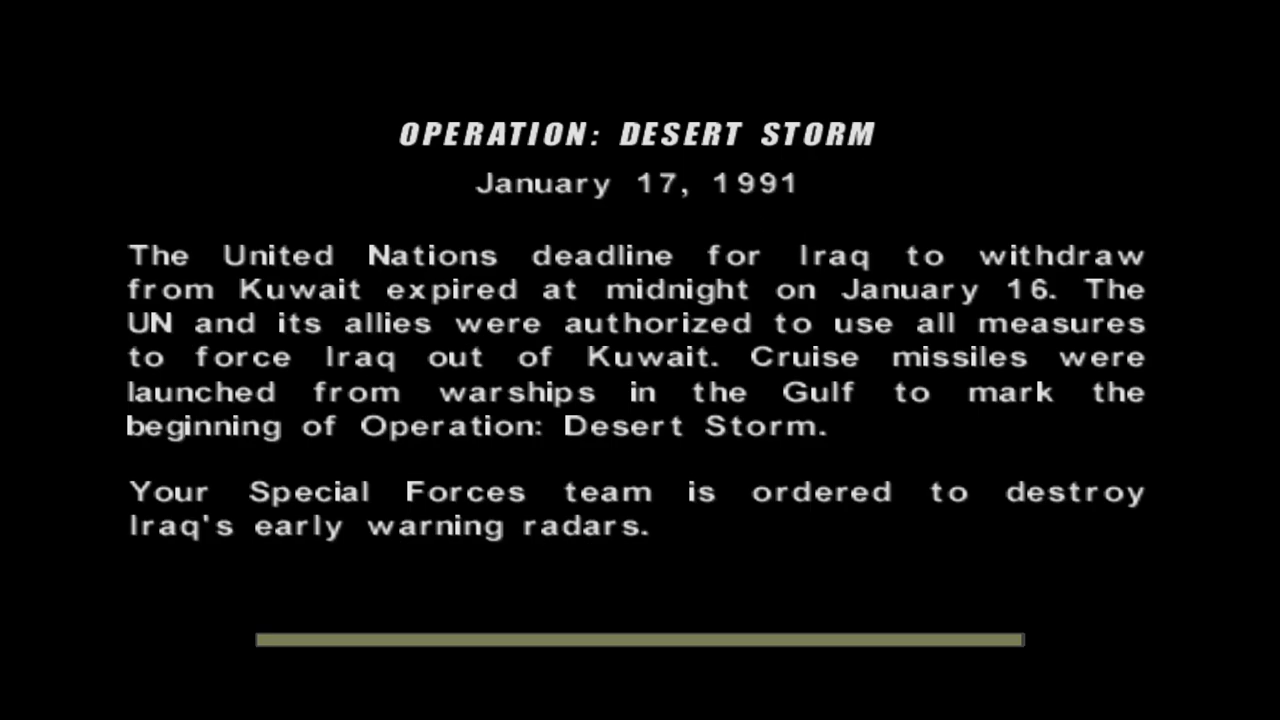 OPERATION: DESERT STORM
January 17, 1991
The United Nations deadline for Iraq to withdraw
from Kuwait expired at midnight on January 16. The
UN and its allies were authorized to use all measures
to force Iraq out of Kuwait. Cruise missiles were
launched from warships in the Gulf to mark the
beginning of Operation: Desert Storm.
Your Special Forces team is ordered to destroy
Iraq's early warning radars.